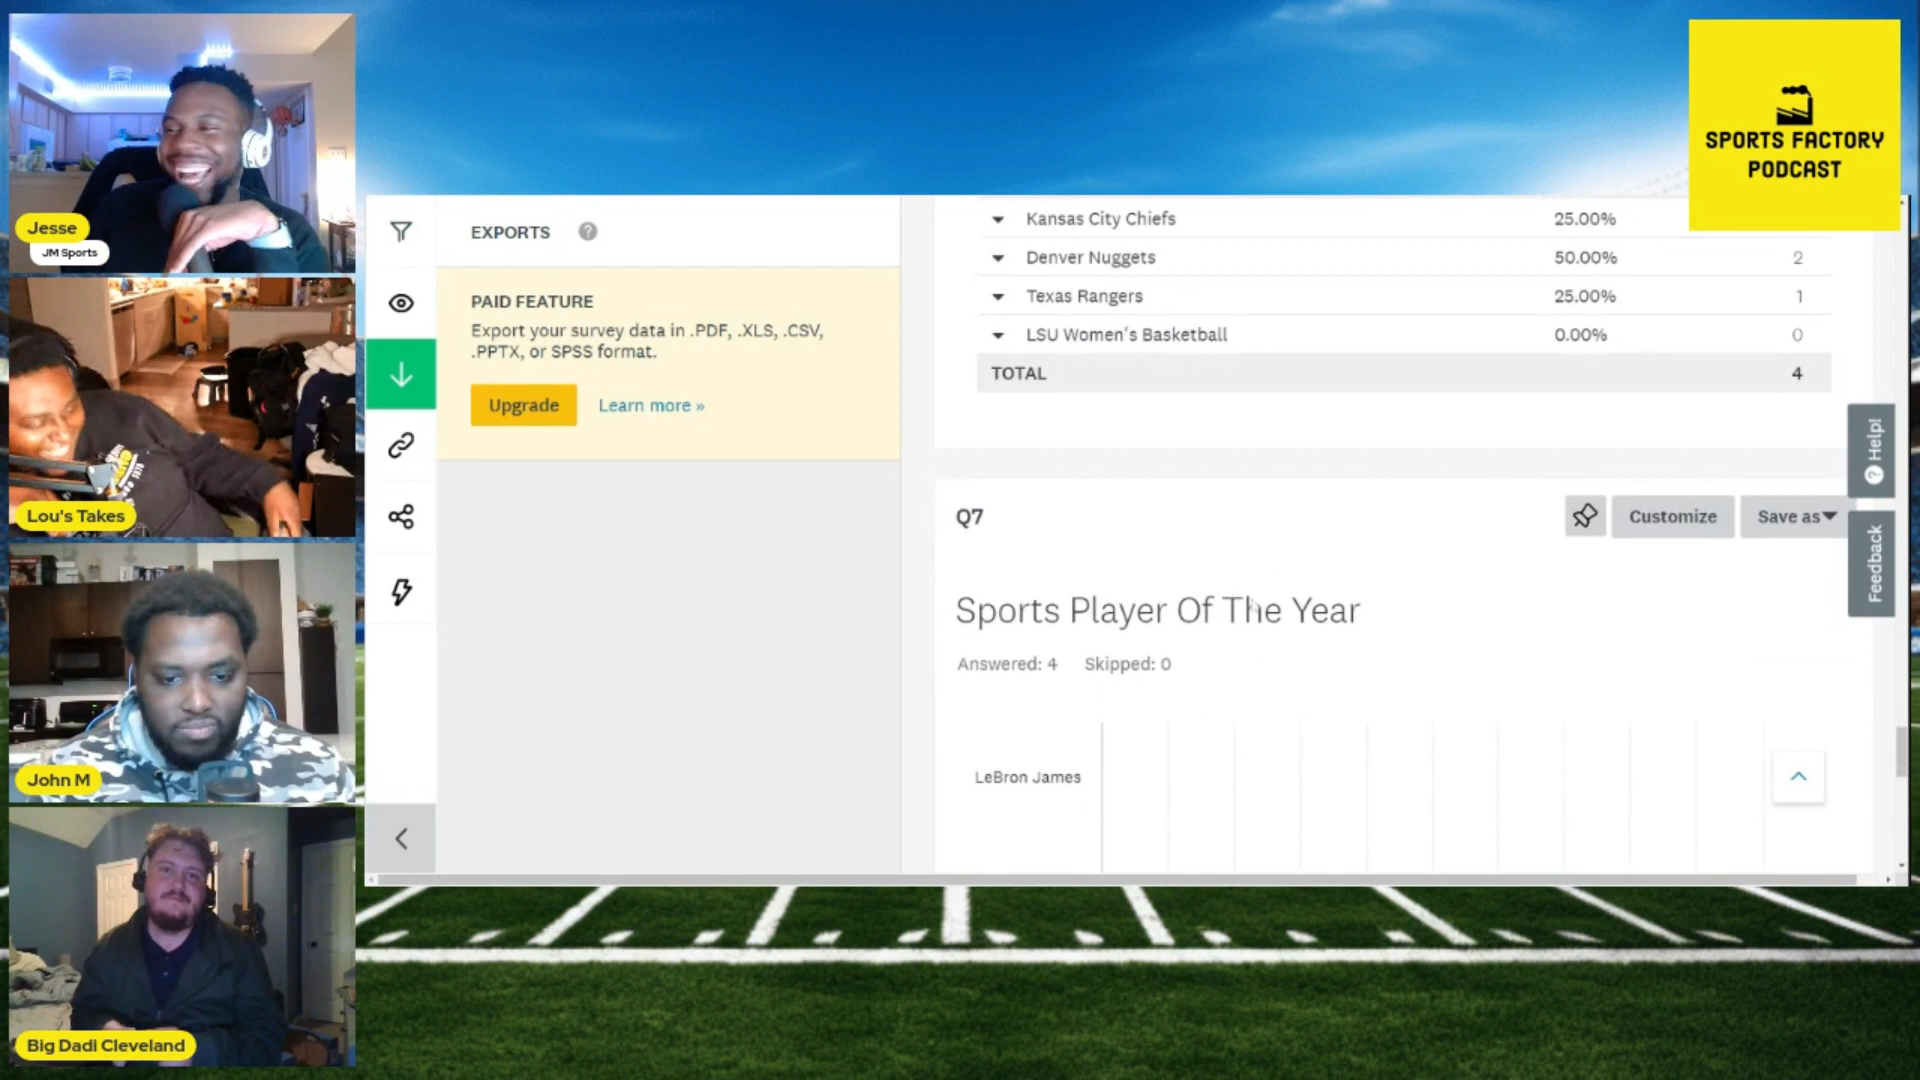 Jesse
JM Sports
Lou's Takes
John M
Big Dadi Cleveland
EXPORTS ?
PAID FEATURE
Export your survey data in .PDF, .XLS, .CSV,
.PPTX, or SPSS format.
Upgrade Learn more »
Kansas City Chiefs 25.00%
Denver Nuggets 50.00% 2
Texas Rangers 25.00% 1
LSU Women's Basketball 0.00% 0
TOTAL 4
Q7
Customize Save as
Sports Player Of The Year
Answered: 4 Skipped: 0
LeBron James
SPORTS FACTORY
PODCAST
? Help!
Feedback